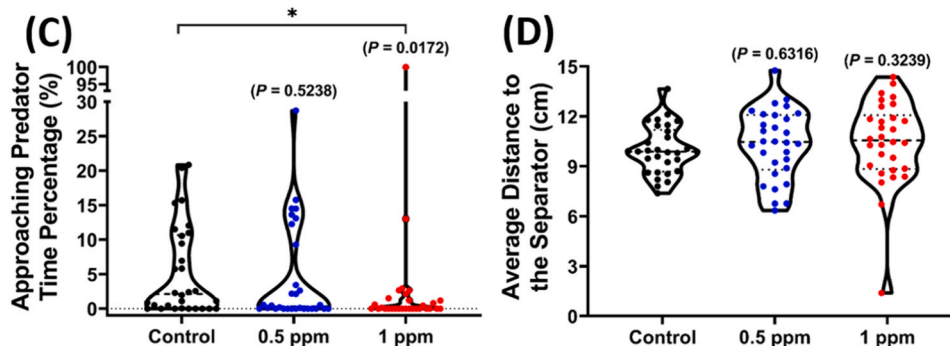 (C)
*
(P = 0.0172)
(P = 0.5238)
Approaching Predator
Time Percentage (%)
100
95
30
25
20
15
10
5
0
Control
0.5 ppm
1 ppm
(D)
(P = 0.6316)
(P = 0.3239)
Average Distance to
the Separator (cm)
15
12
9
6
3
0
Control
0.5 ppm
1 ppm